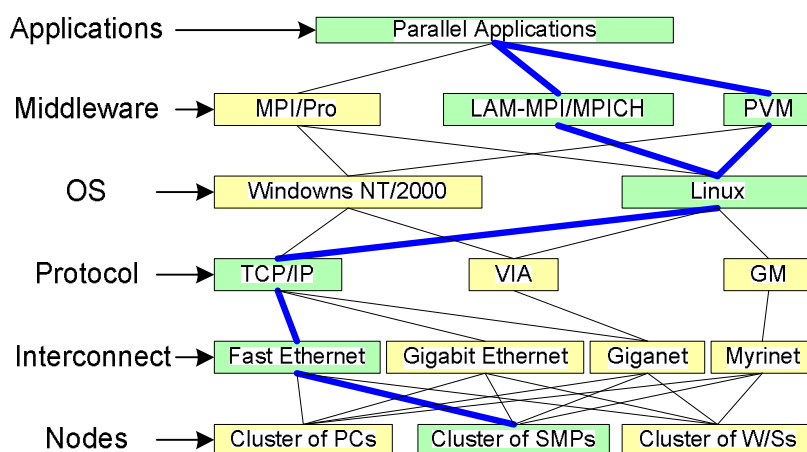 Applications
Parallel Applications
Middleware
MPI/Pro
LAM-MPI/MPICH
PVM
OS
Windowns NT/2000
Linux
Protocol
TCP/IP
VIA
GM
Interconnect
Fast Ethernet
Gigabit Ethernet
Giganet
Myrinet
Nodes
Cluster of PCs
Cluster of SMPs
Cluster of W/Ss